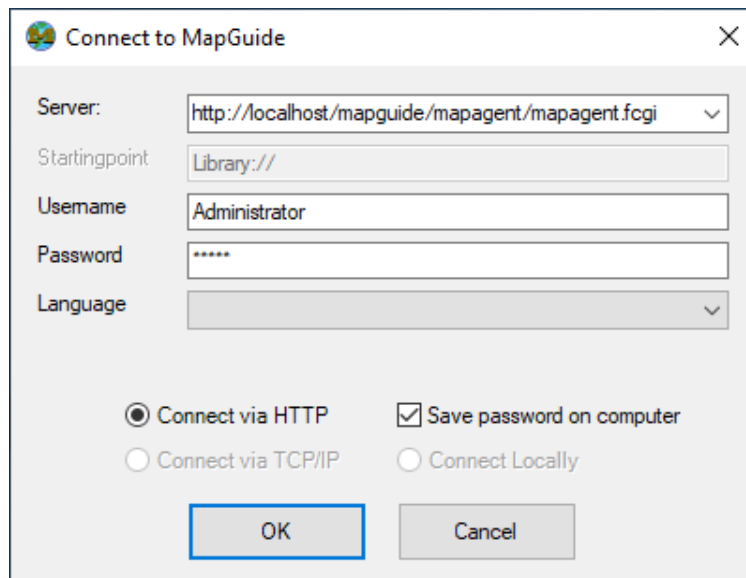 Connect to MapGuide
Server: http://localhost/mapguide/mapagent/mapagent.fcgi
Startingpoint Library://
Username Administrator
Password *****
Language
Connect via HTTP Save password on computer
Connect via TCP/IP Connect Locally
OK Cancel